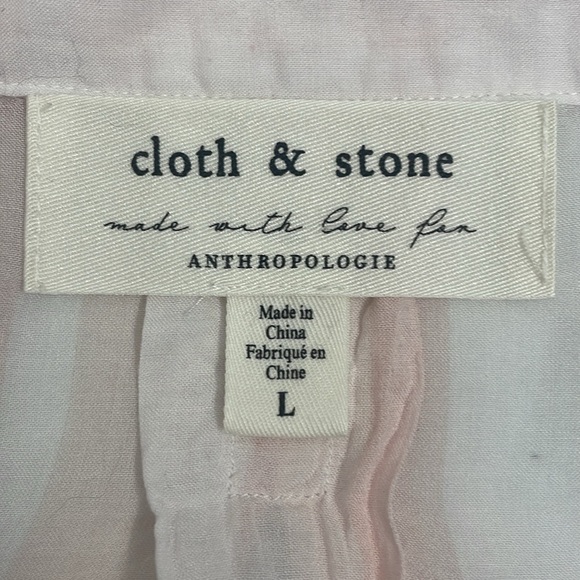 cloth & stone
made with love for
ANTHROPOLOGIE
Made in
China
Fabriqué en
Chine
L